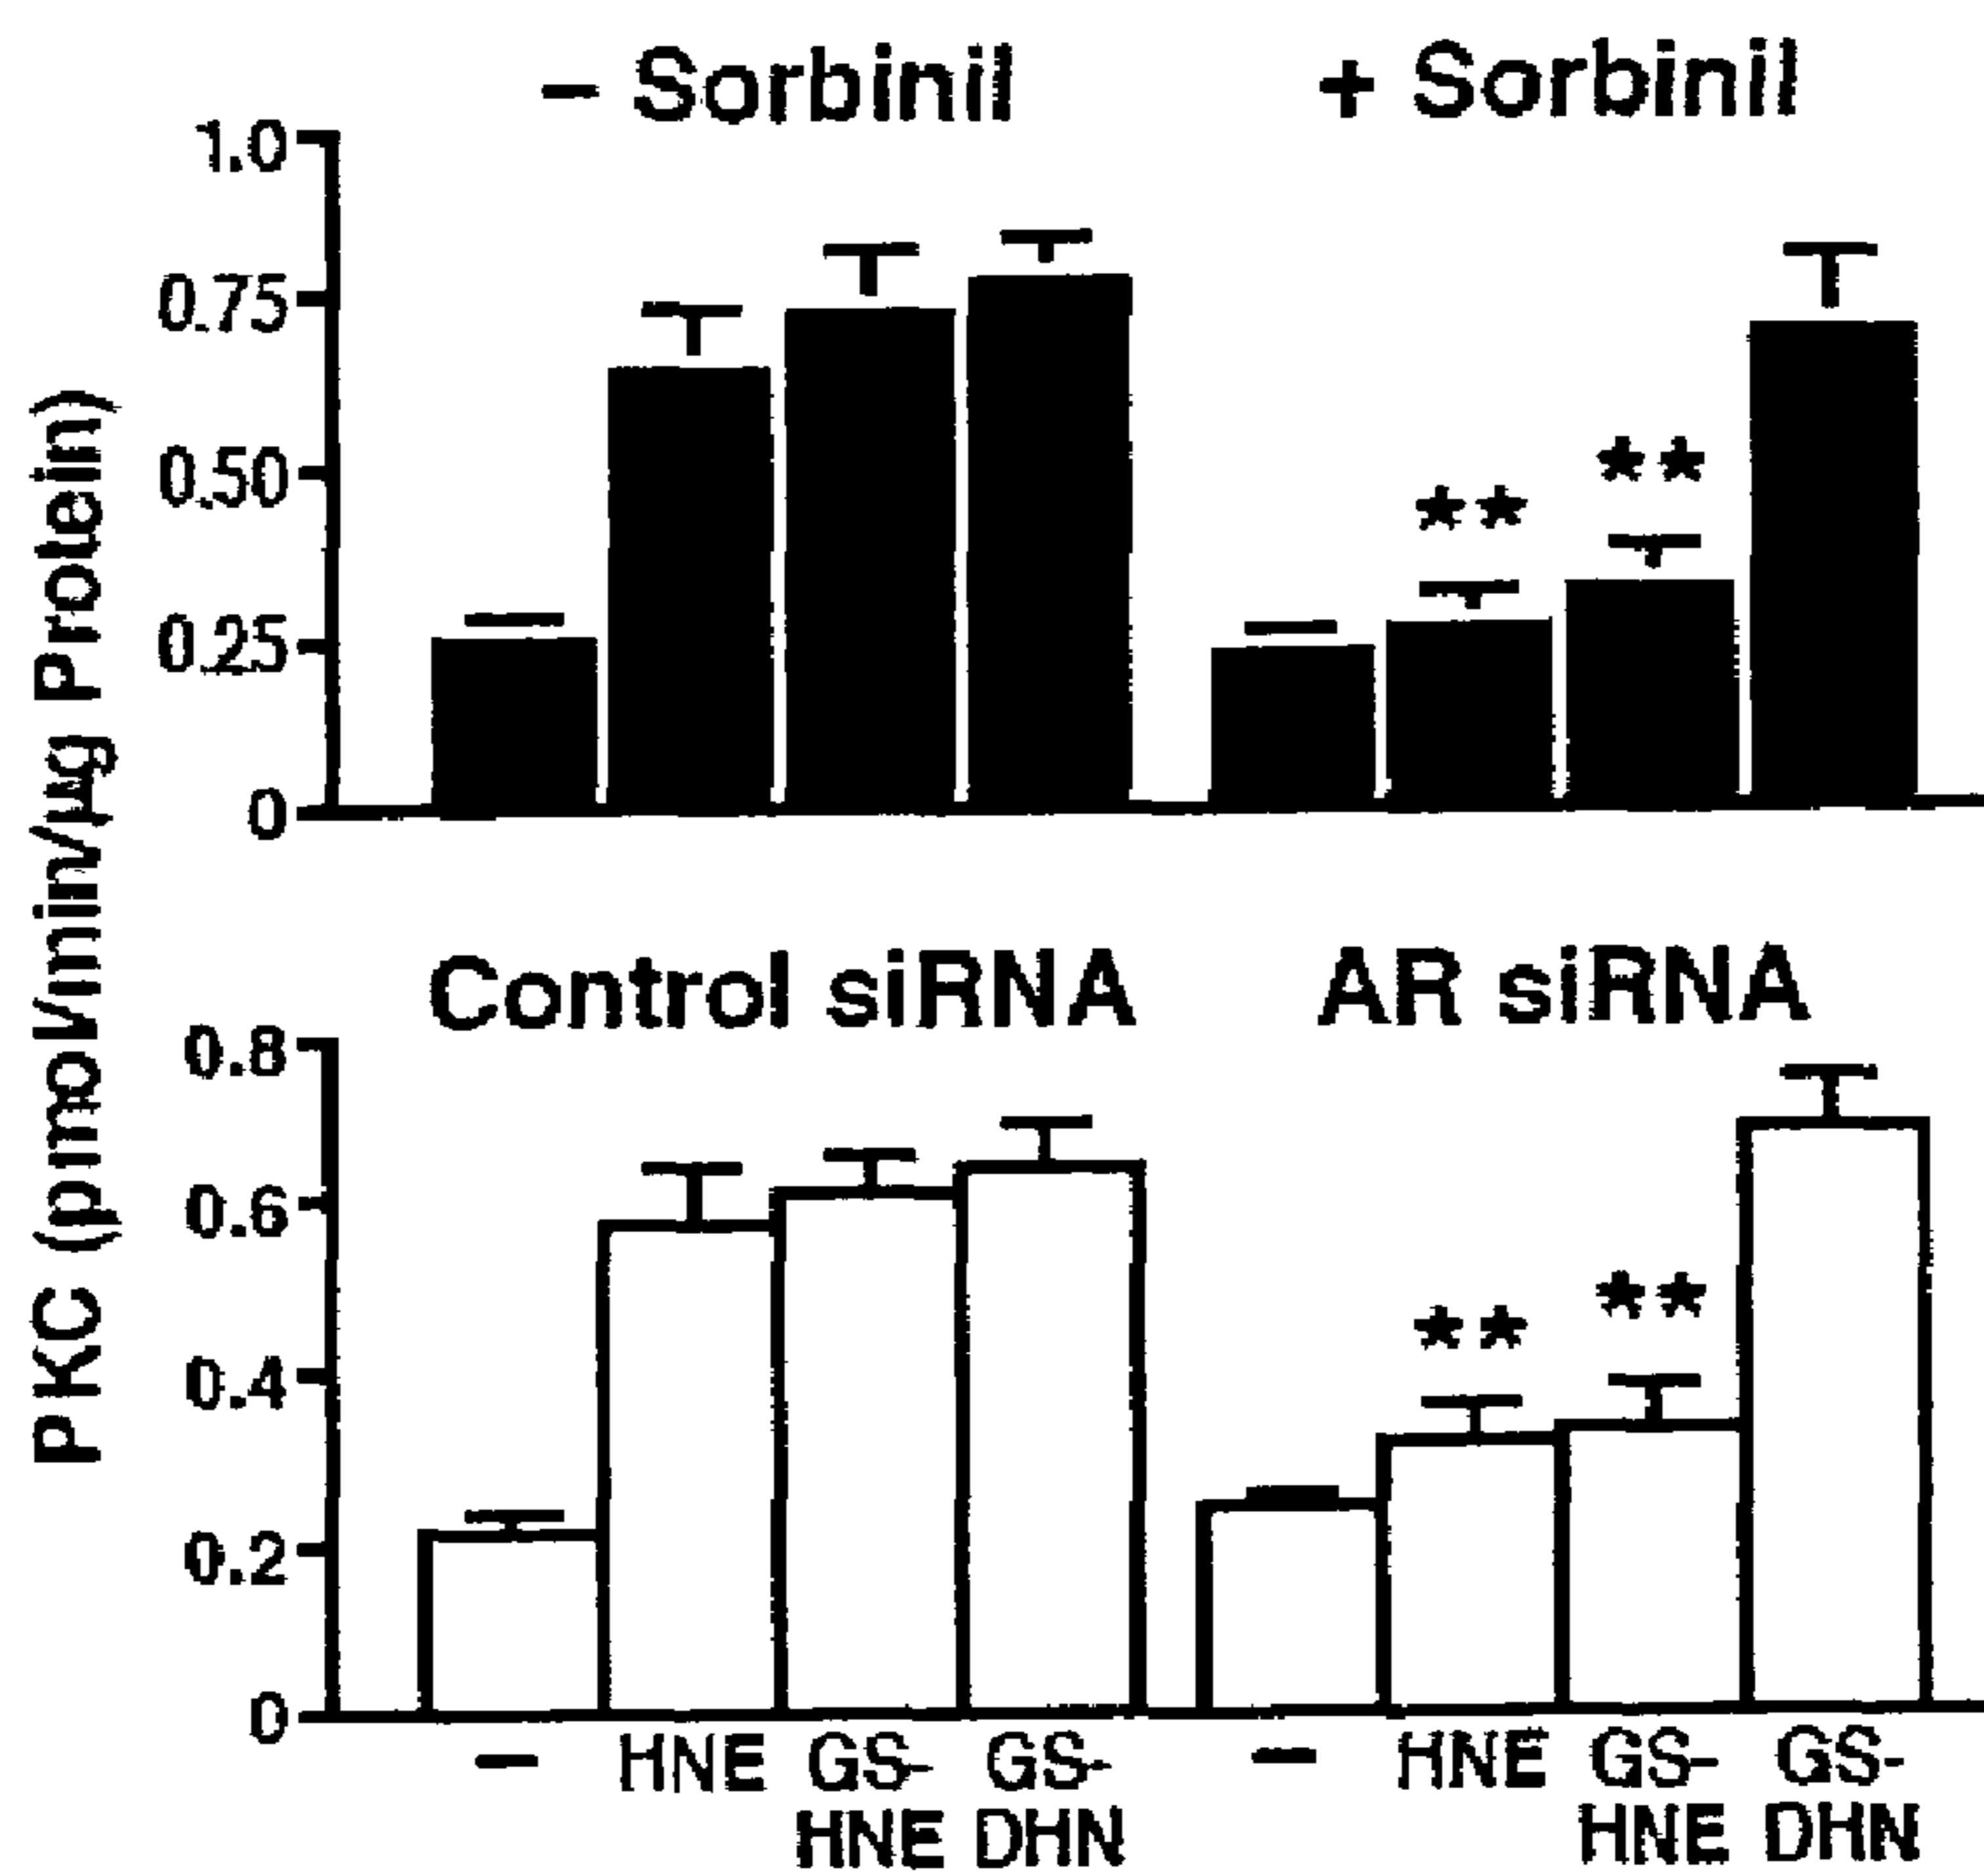 − Sorbinil + Sorbinil
1.0
0.75
0.50
0.25
0
** **
PKC (pmol/min/µg Protein)
Control siRNA AR siRNA
0.8
0.6
0.4
0.2
0
** **
− HNE GS- GS- − HNE GS- GS-
HNE DHN HNE DHN